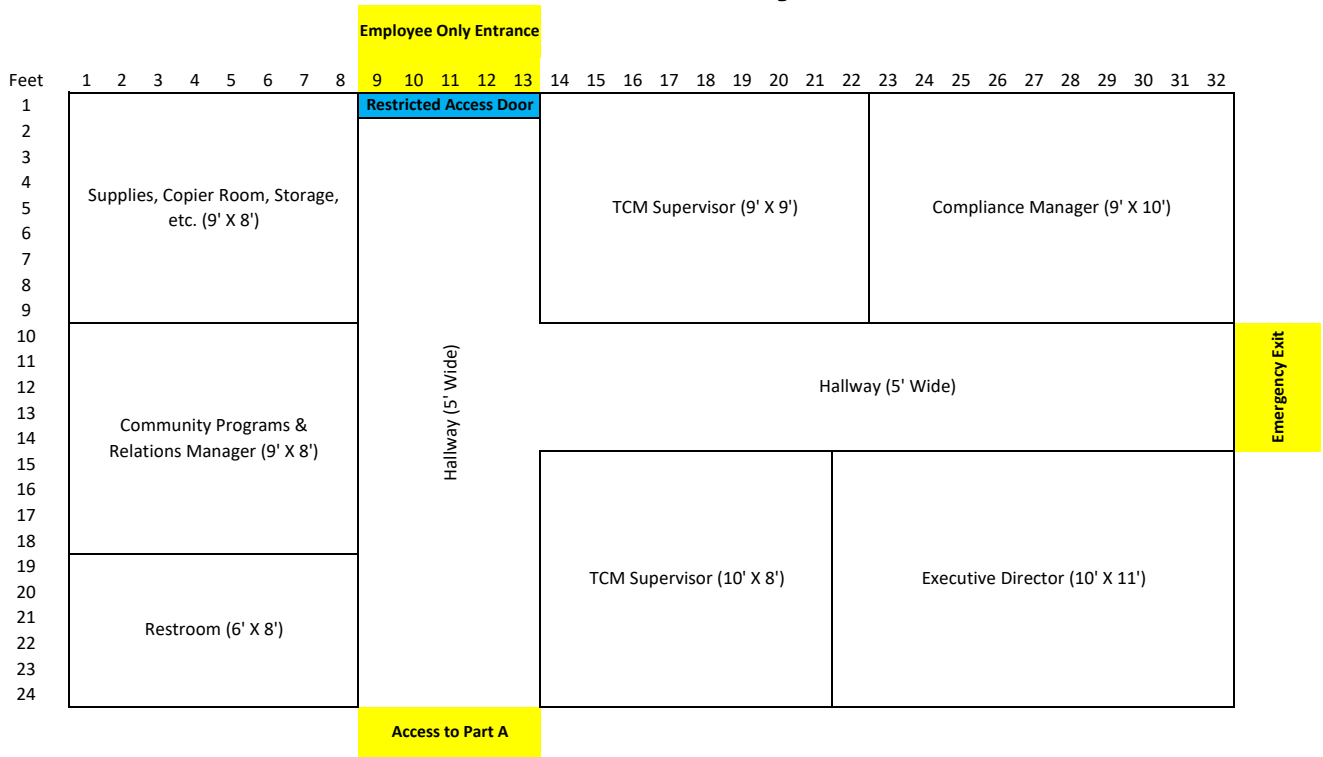 Employee Only Entrance
Feet 1 2 3 4 5 6 7 8 9 10 11 12 13 14 15 16 17 18 19 20 21 22 23 24 25 26 27 28 29 30 31 32
1
Restricted Access Door
2
3
4
5
6
7
8
9
Supplies, Copier Room, Storage,
etc. (9' X 8')
TCM Supervisor (9' X 9')
Compliance Manager (9' X 10')
10
11
12
13
14
15
16
17
18
Community Programs &
Relations Manager (9' X 8')
Hallway (5' Wide)
Hallway (5' Wide)
Emergency Exit
19
20
21
22
23
24
Restroom (6' X 8')
TCM Supervisor (10' X 8')
Executive Director (10' X 11')
Access to Part A